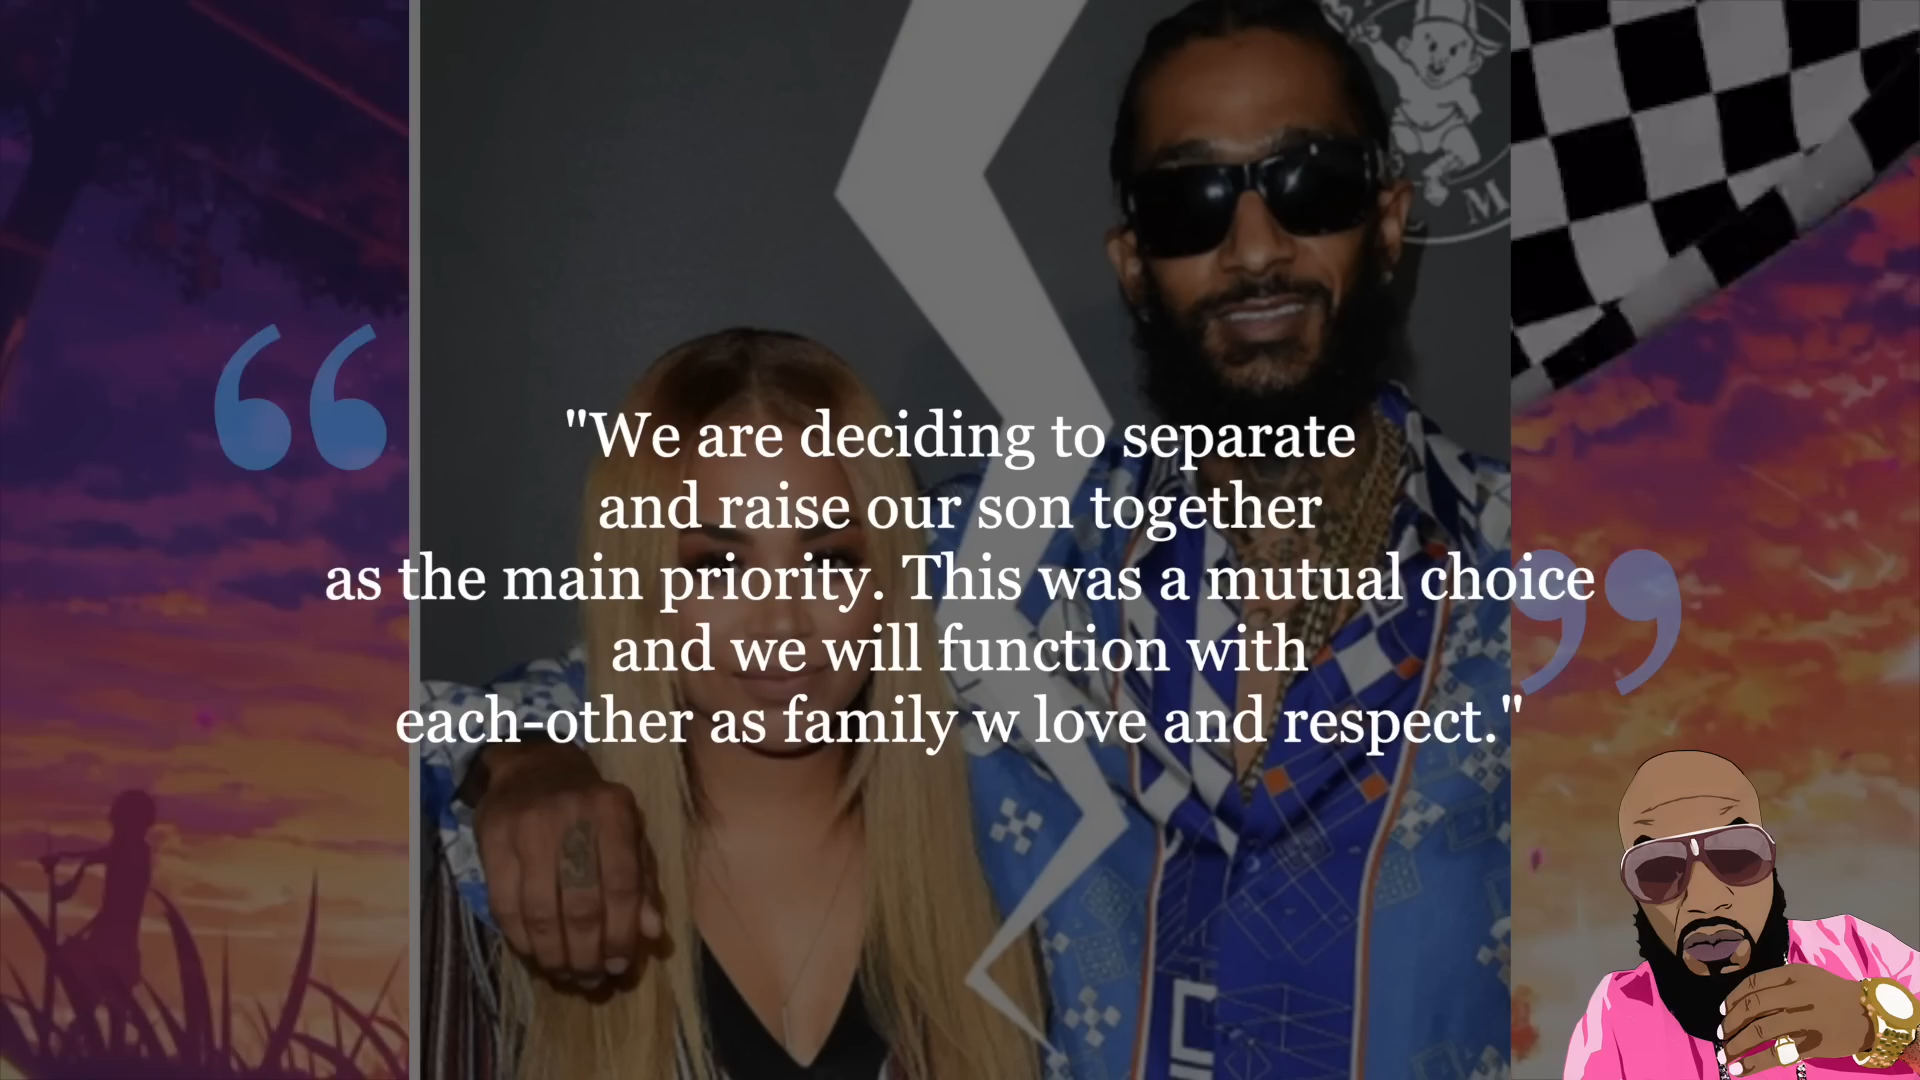 M
"We are deciding to separate
and raise our son together
as the main priority. This was a mutual choice
and we will function with
each-other as family w love and respect."